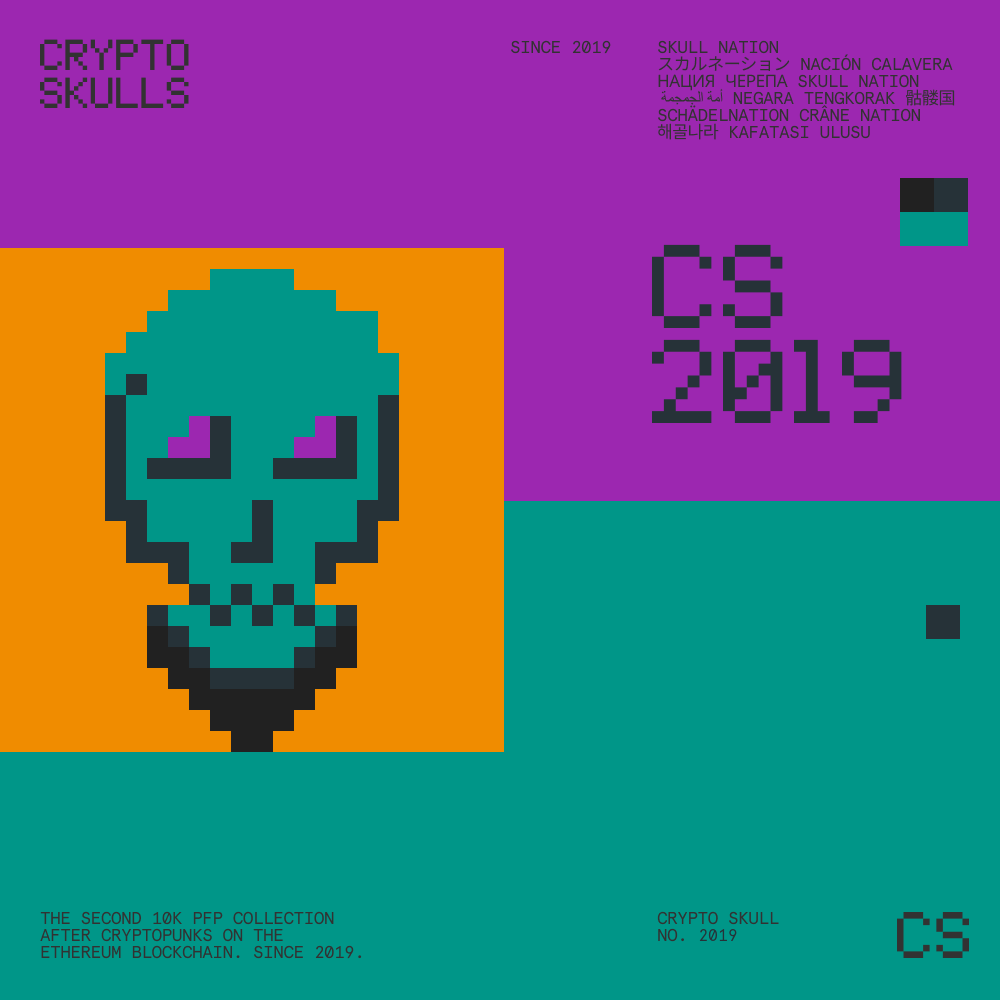 CRYPTO
SKULLS
SINCE 2019
SKULL NATION
スカルネーション NACIÓN CALAVERA
НАЦИЯ ЧЕРЕПА SKULL NATION
أمة الجمجمة NEGARA TENGKORAK 骷髅国
SCHÄDELNATION CRÂNE NATION
해골나라 KAFATASI ULUSU
CS
2019
THE SECOND 10K PFP COLLECTION
AFTER CRYPTOPUNKS ON THE
ETHEREUM BLOCKCHAIN. SINCE 2019.
CRYPTO SKULL
NO. 2019
CS